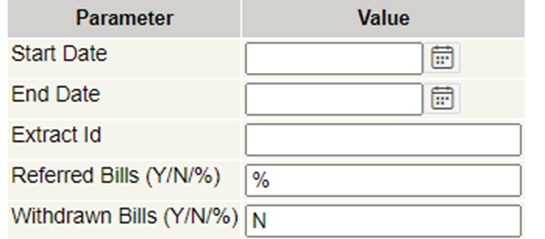 Parameter Value
Start Date
End Date
Extract Id
Referred Bills (Y/N/%) %
Withdrawn Bills (Y/N/%) N